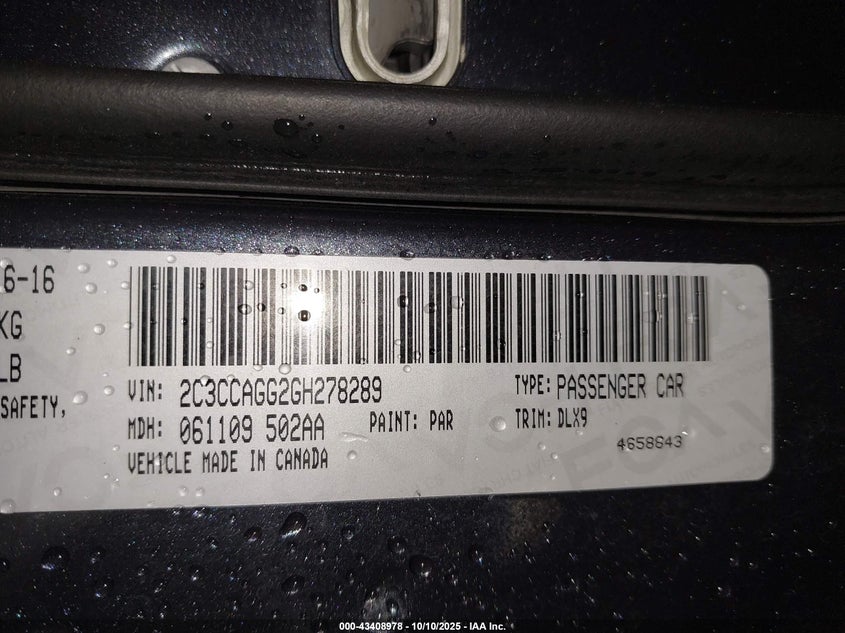 6-16
KG
LB
SAFETY,
VIN: 2C3CCAGG2GH278289 TYPE: PASSENGER CAR
MDH: 061109 502AA PAINT: PAR TRIM: DLX9
VEHICLE MADE IN CANADA 4658643
000-43408978 - 10/10/2025 - IAA Inc.